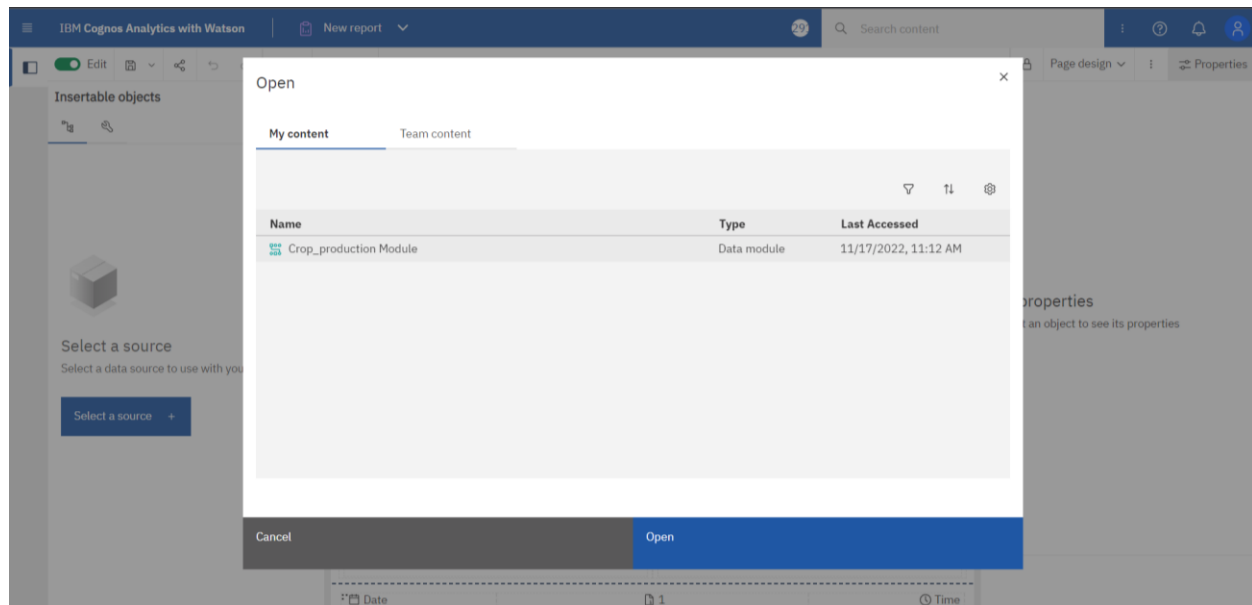 IBM Cognos Analytics with Watson
New report
29
Search content
Edit
Page design
Properties
Insertable objects
Open
My content
Team content
Name
Type
Last Accessed
Crop_production Module
Data module
11/17/2022, 11:12 AM
Select a source
Select a data source to use with you
Select a source +
properties
t an object to see its properties
Cancel
Open
Date
1
Time